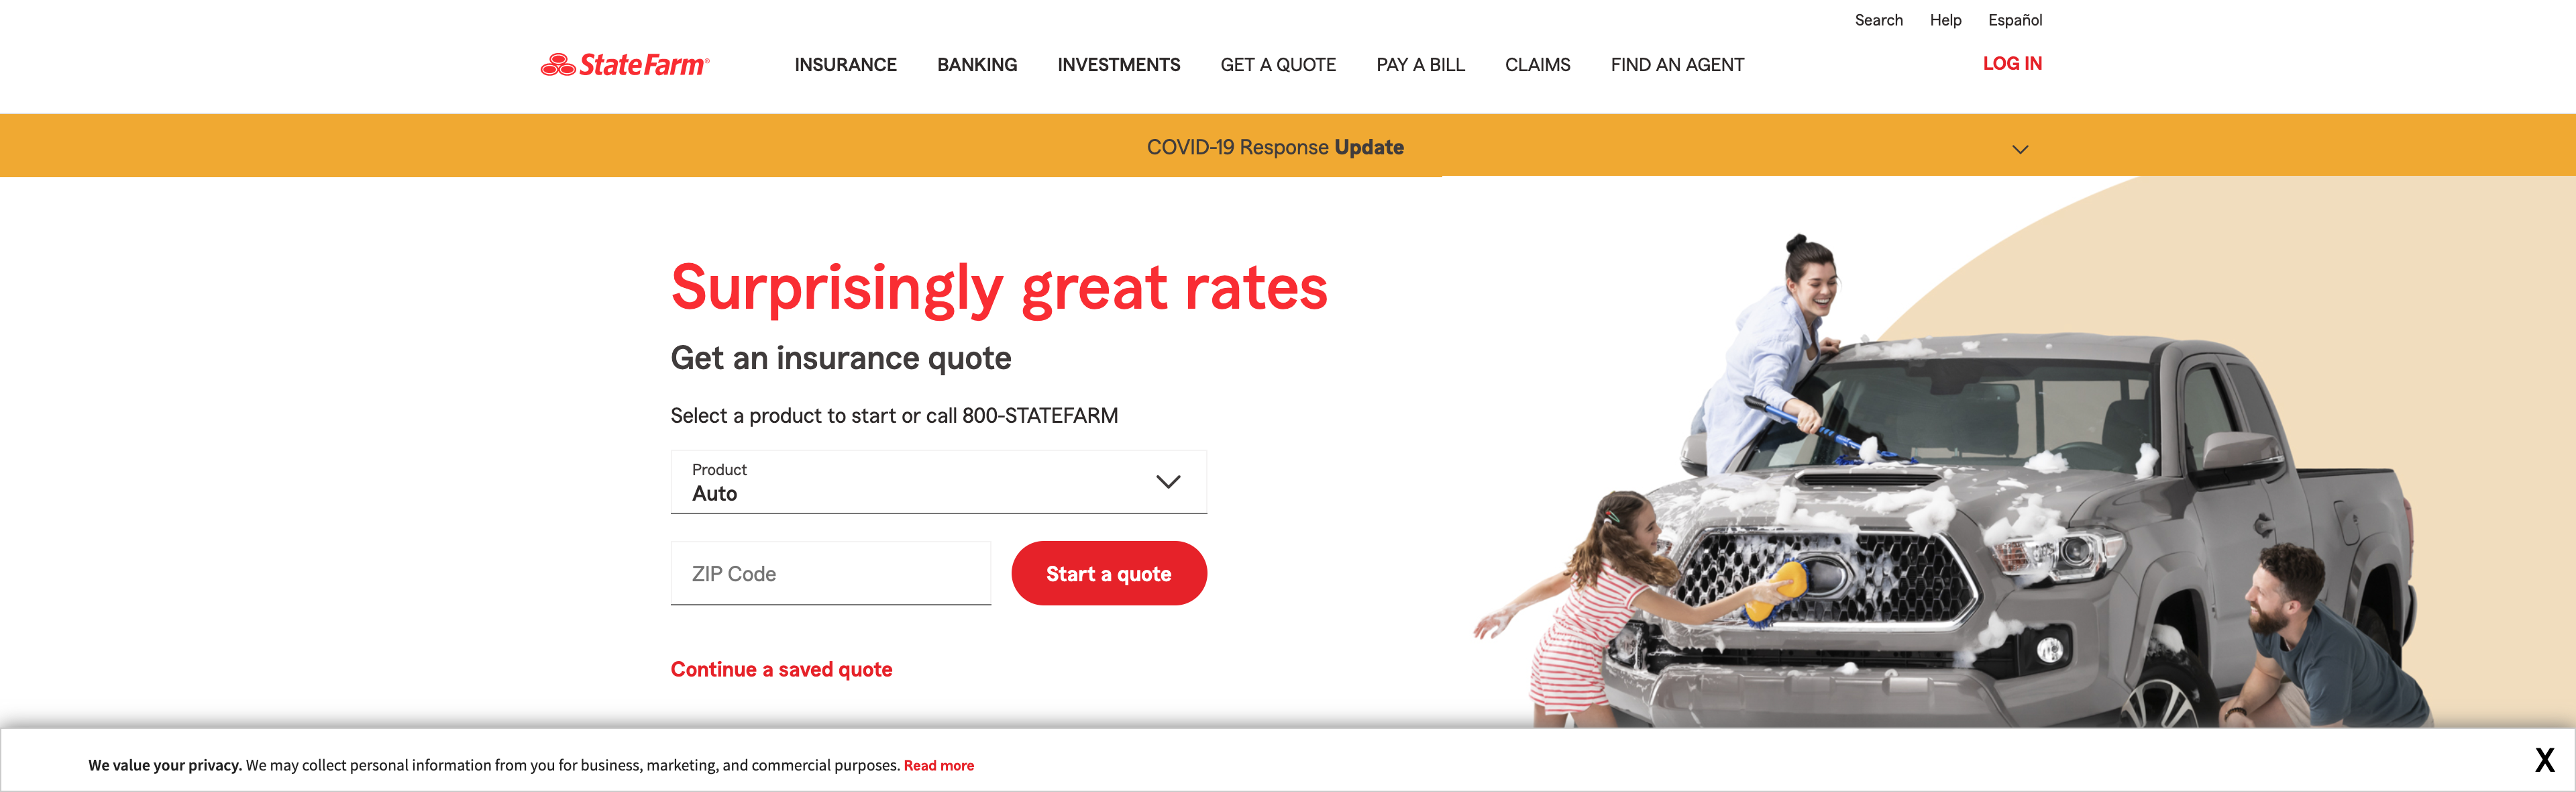 Search Help Español
StateFarm®
INSURANCE BANKING INVESTMENTS GET A QUOTE PAY A BILL CLAIMS FIND AN AGENT LOG IN
COVID-19 Response Update
Surprisingly great rates
Get an insurance quote
Select a product to start or call 800-STATEFARM
Product
Auto
ZIP Code
Start a quote
Continue a saved quote
We value your privacy. We may collect personal information from you for business, marketing, and commercial purposes. Read more
X